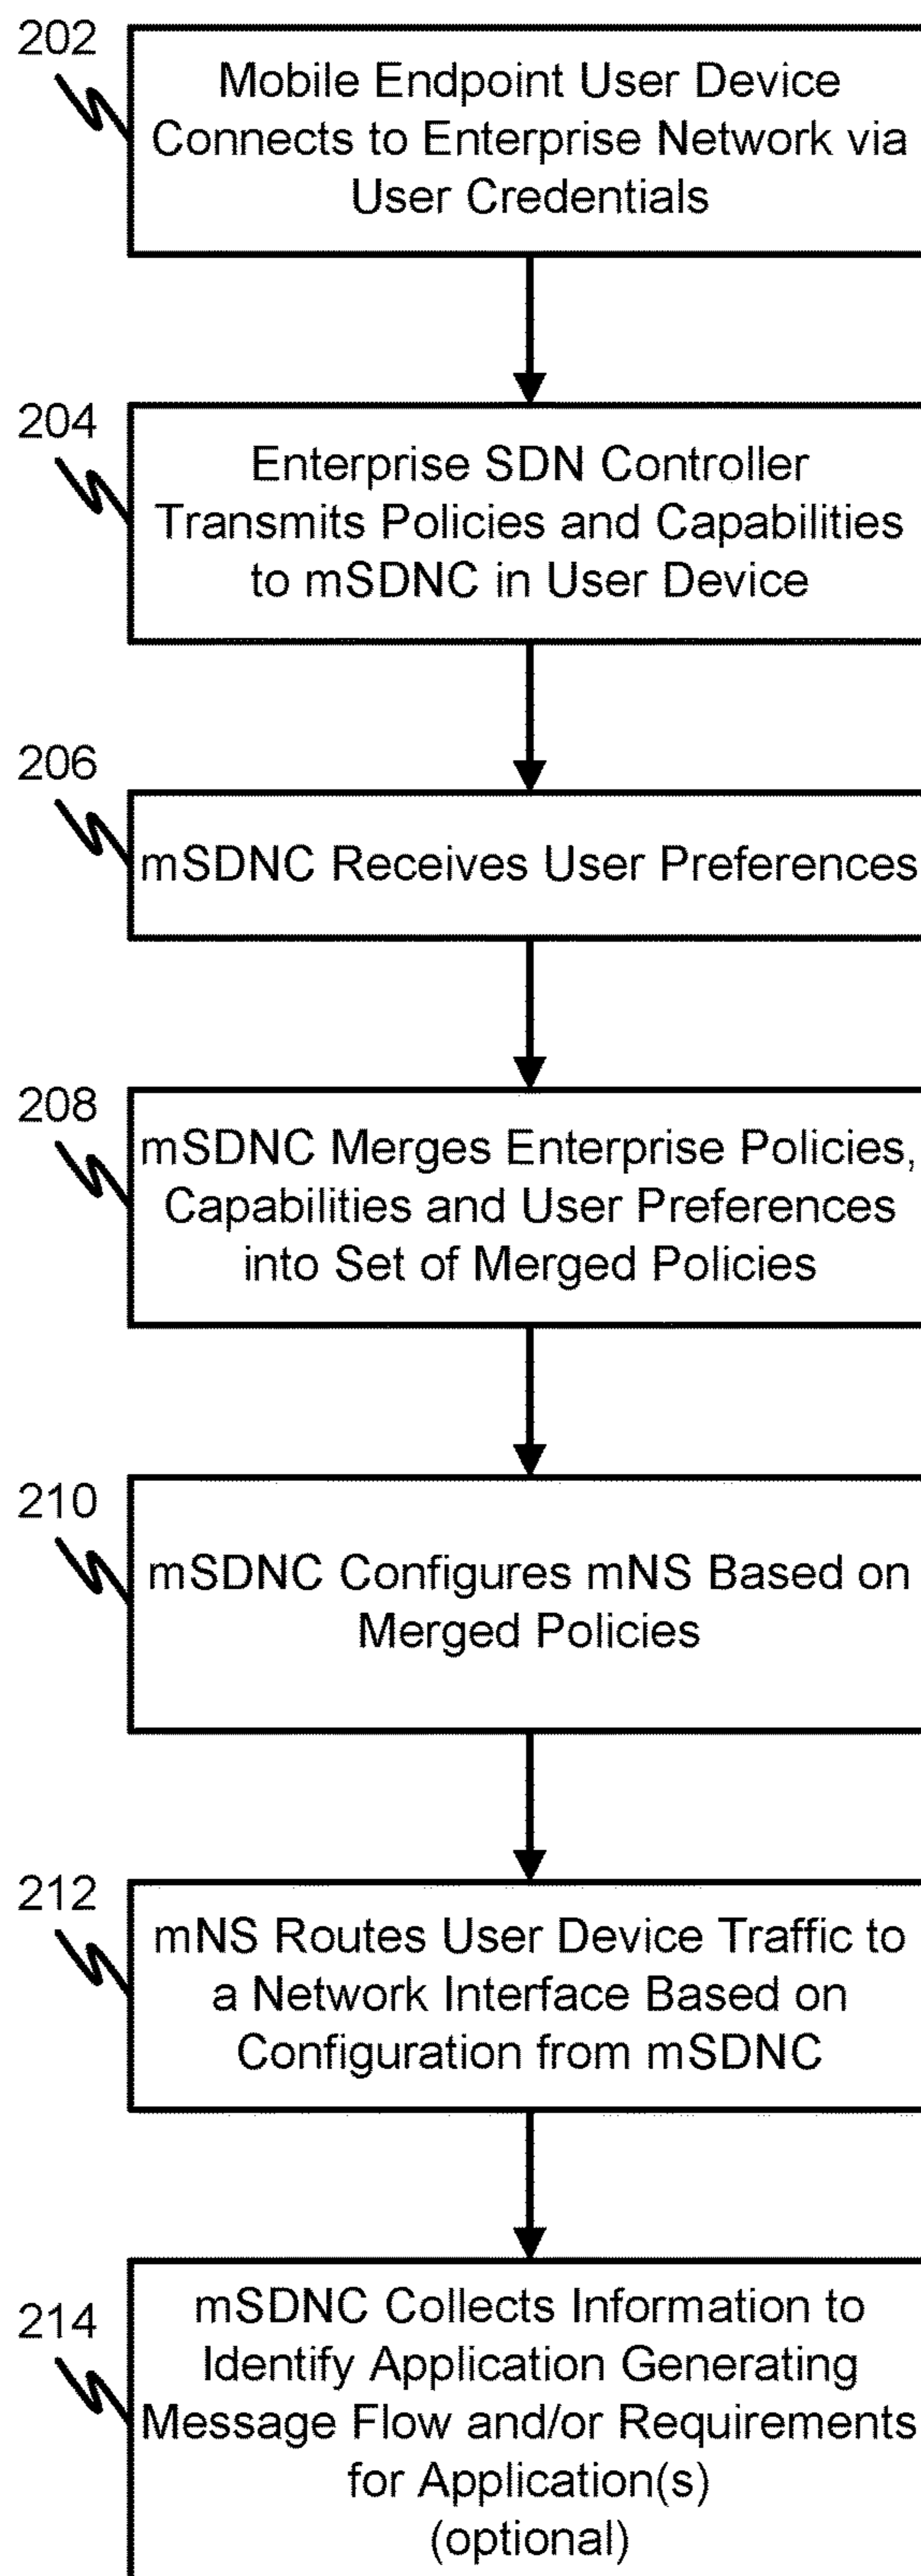 202
Mobile Endpoint User Device
Connects to Enterprise Network via
User Credentials
204
Enterprise SDN Controller
Transmits Policies and Capabilities
to mSDNC in User Device
206
mSDNC Receives User Preferences
208
mSDNC Merges Enterprise Policies,
Capabilities and User Preferences
into Set of Merged Policies
210
mSDNC Configures mNS Based on
Merged Policies
212
mNS Routes User Device Traffic to
a Network Interface Based on
Configuration from mSDNC
214
mSDNC Collects Information to
Identify Application Generating
Message Flow and/or Requirements
for Application(s)
(optional)